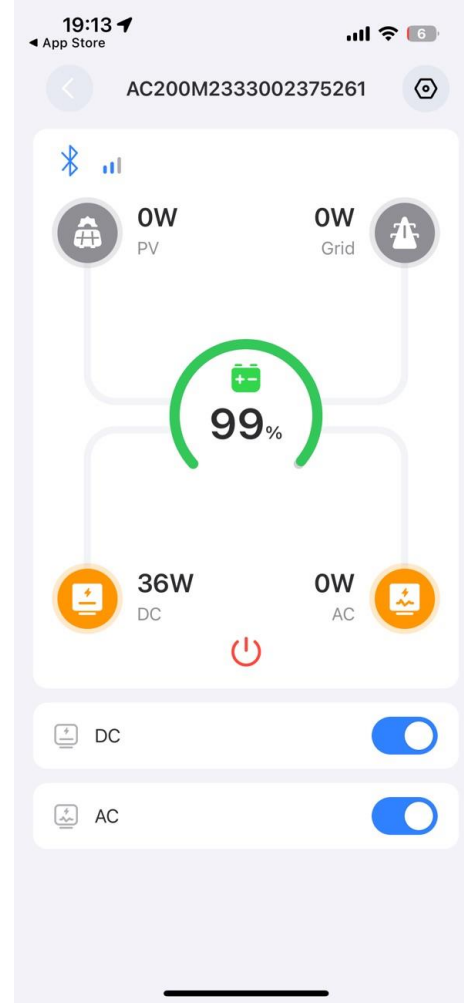 19:13
6
◀ App Store
AC200M2333002375261
0W
PV
0W
Grid
99%
36W
DC
0W
AC
DC
AC